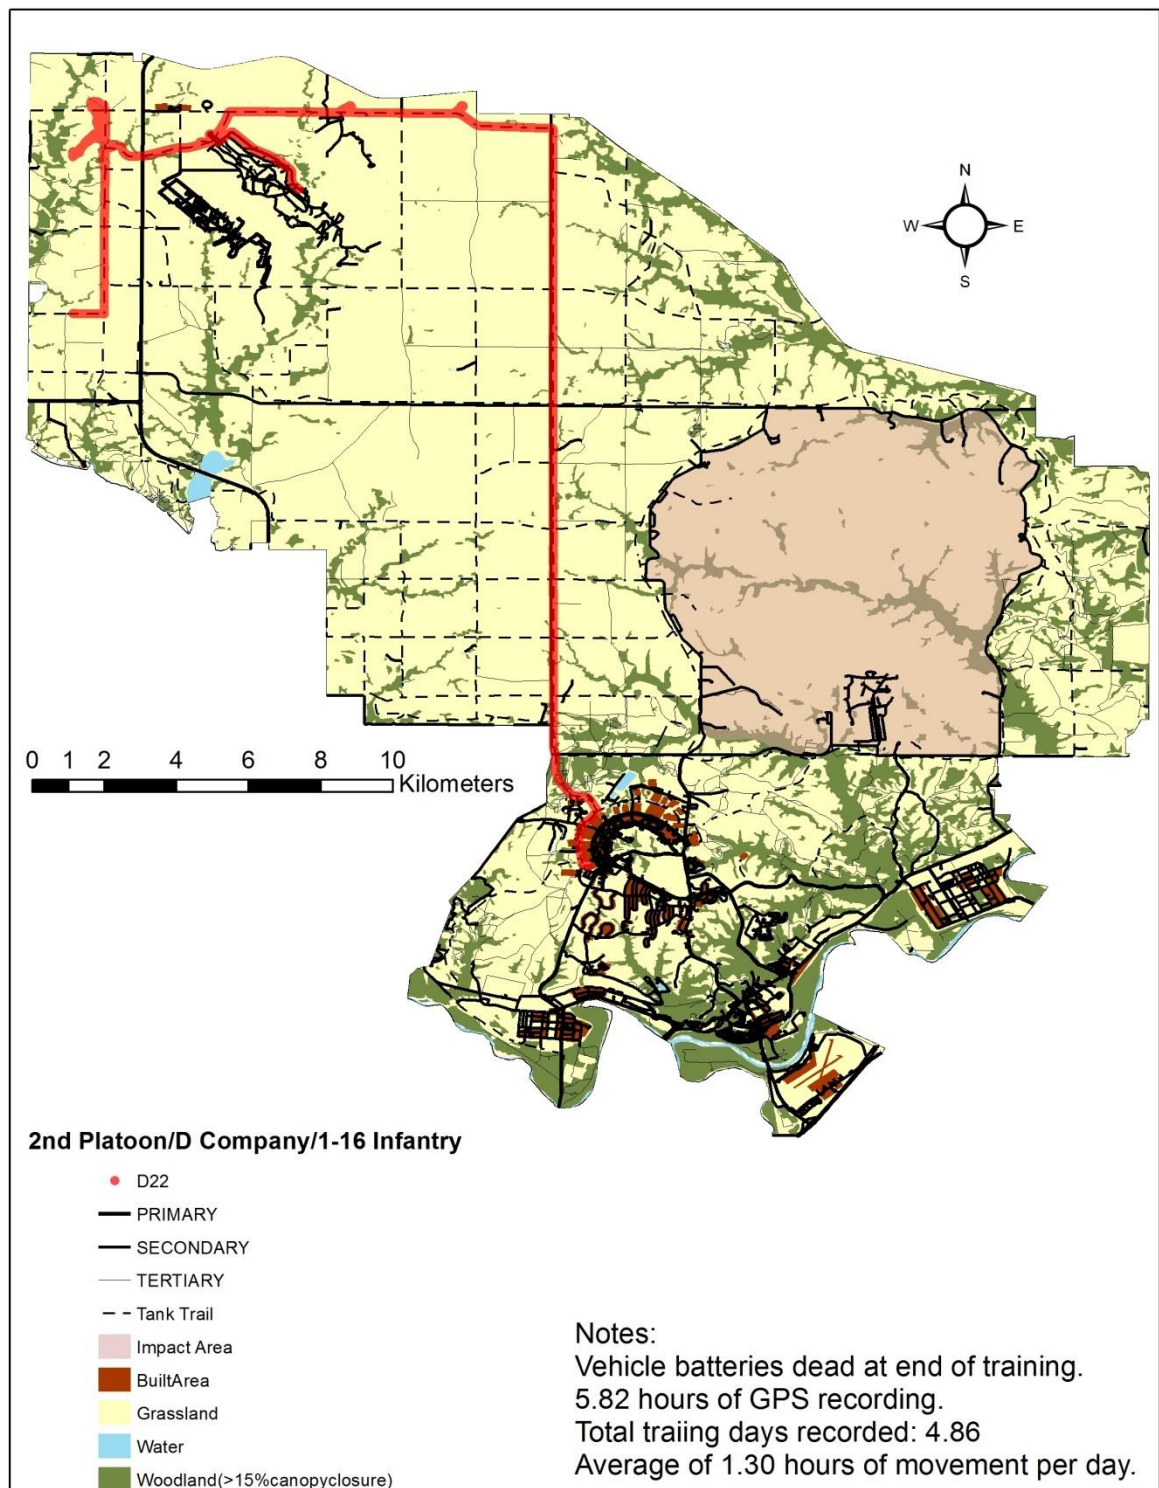 N
W E
S
0 1 2 4 6 8 10
Kilometers
2nd Platoon/D Company/1-16 Infantry
D22
PRIMARY
SECONDARY
TERTIARY
Tank Trail
Impact Area
BuiltArea
Grassland
Water
Woodland(>15%canopyclosure)
Notes:
Vehicle batteries dead at end of training.
5.82 hours of GPS recording.
Total traiing days recorded: 4.86
Average of 1.30 hours of movement per day.